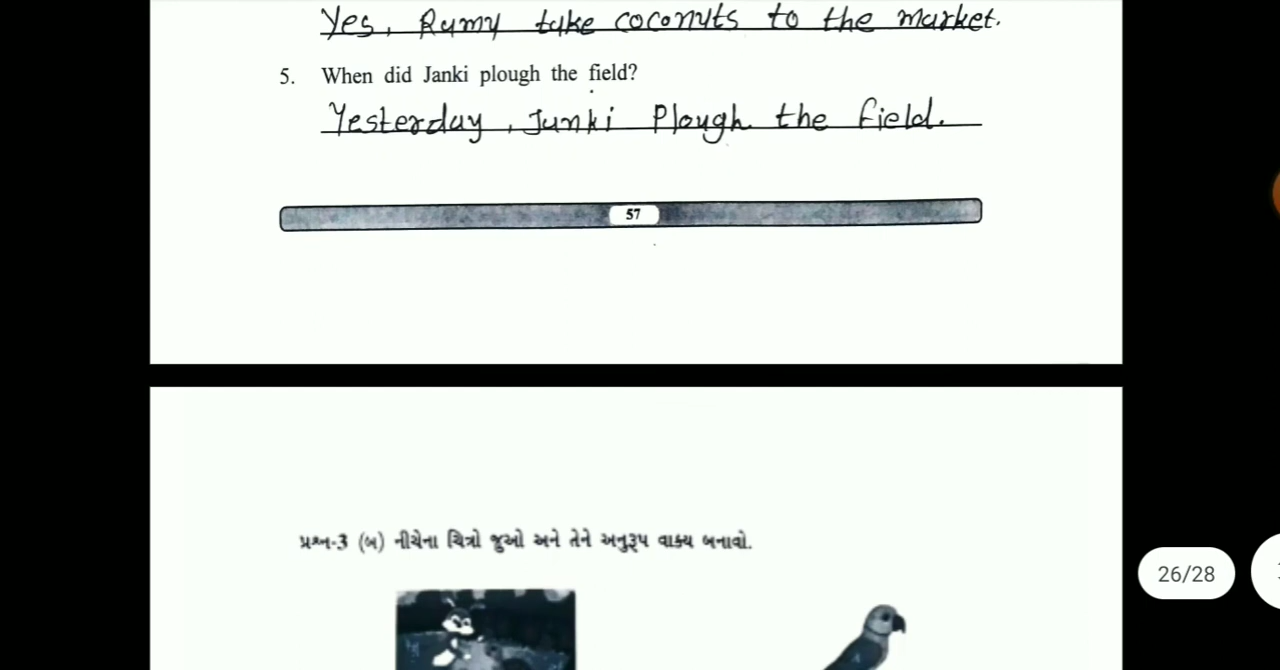 Yes, Ramy take coconuts to the market.
5. When did Janki plough the field?
Yesterday, Janki Plough the field.
57
પ્રશ્ન-3 (બ) નીચેના ચિત્રો જુઓ અને તેને અનુરૂપ વાક્ય બનાવો.
26/28